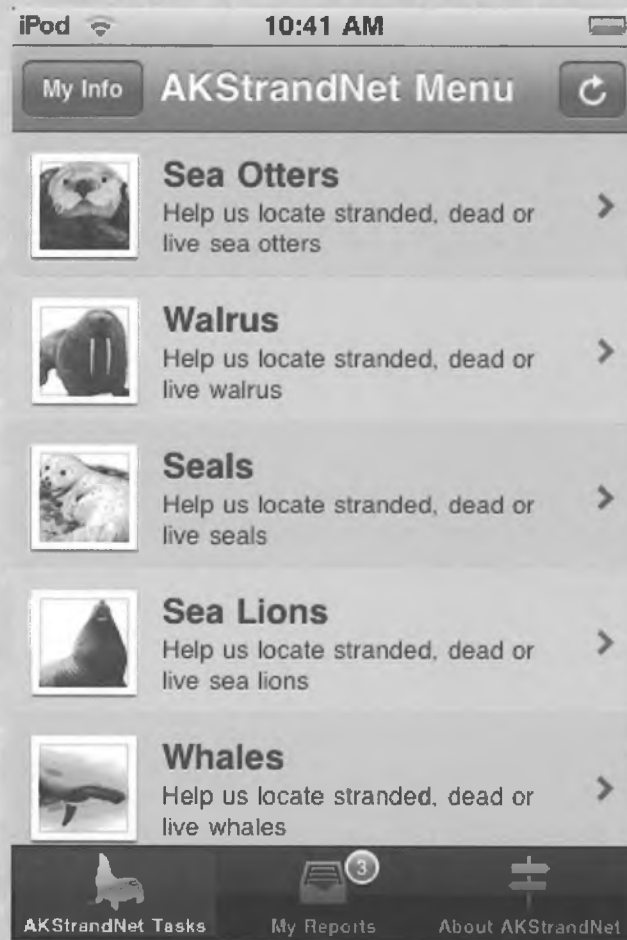 iPod 10:41 AM
My Info AKStrandNet Menu
Sea Otters
Help us locate stranded, dead or
live sea otters
Walrus
Help us locate stranded, dead or
live walrus
Seals
Help us locate stranded, dead or
live seals
Sea Lions
Help us locate stranded, dead or
live sea lions
Whales
Help us locate stranded, dead or
live whales
3
AKStrandNet Tasks My Reports About AKStrandNet